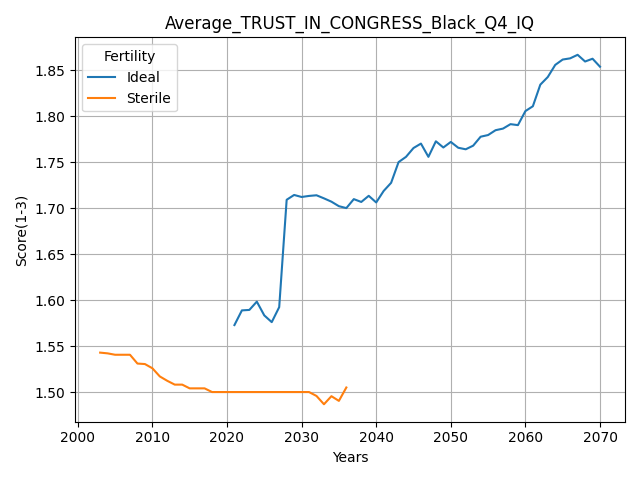 Average_TRUST_IN_CONGRESS_Black_Q4_IQ
Fertility
Ideal
Sterile
Score(1-3)
1.85
1.80
1.75
1.70
1.65
1.60
1.55
1.50
2000 2010 2020 2030 2040 2050 2060 2070
Years